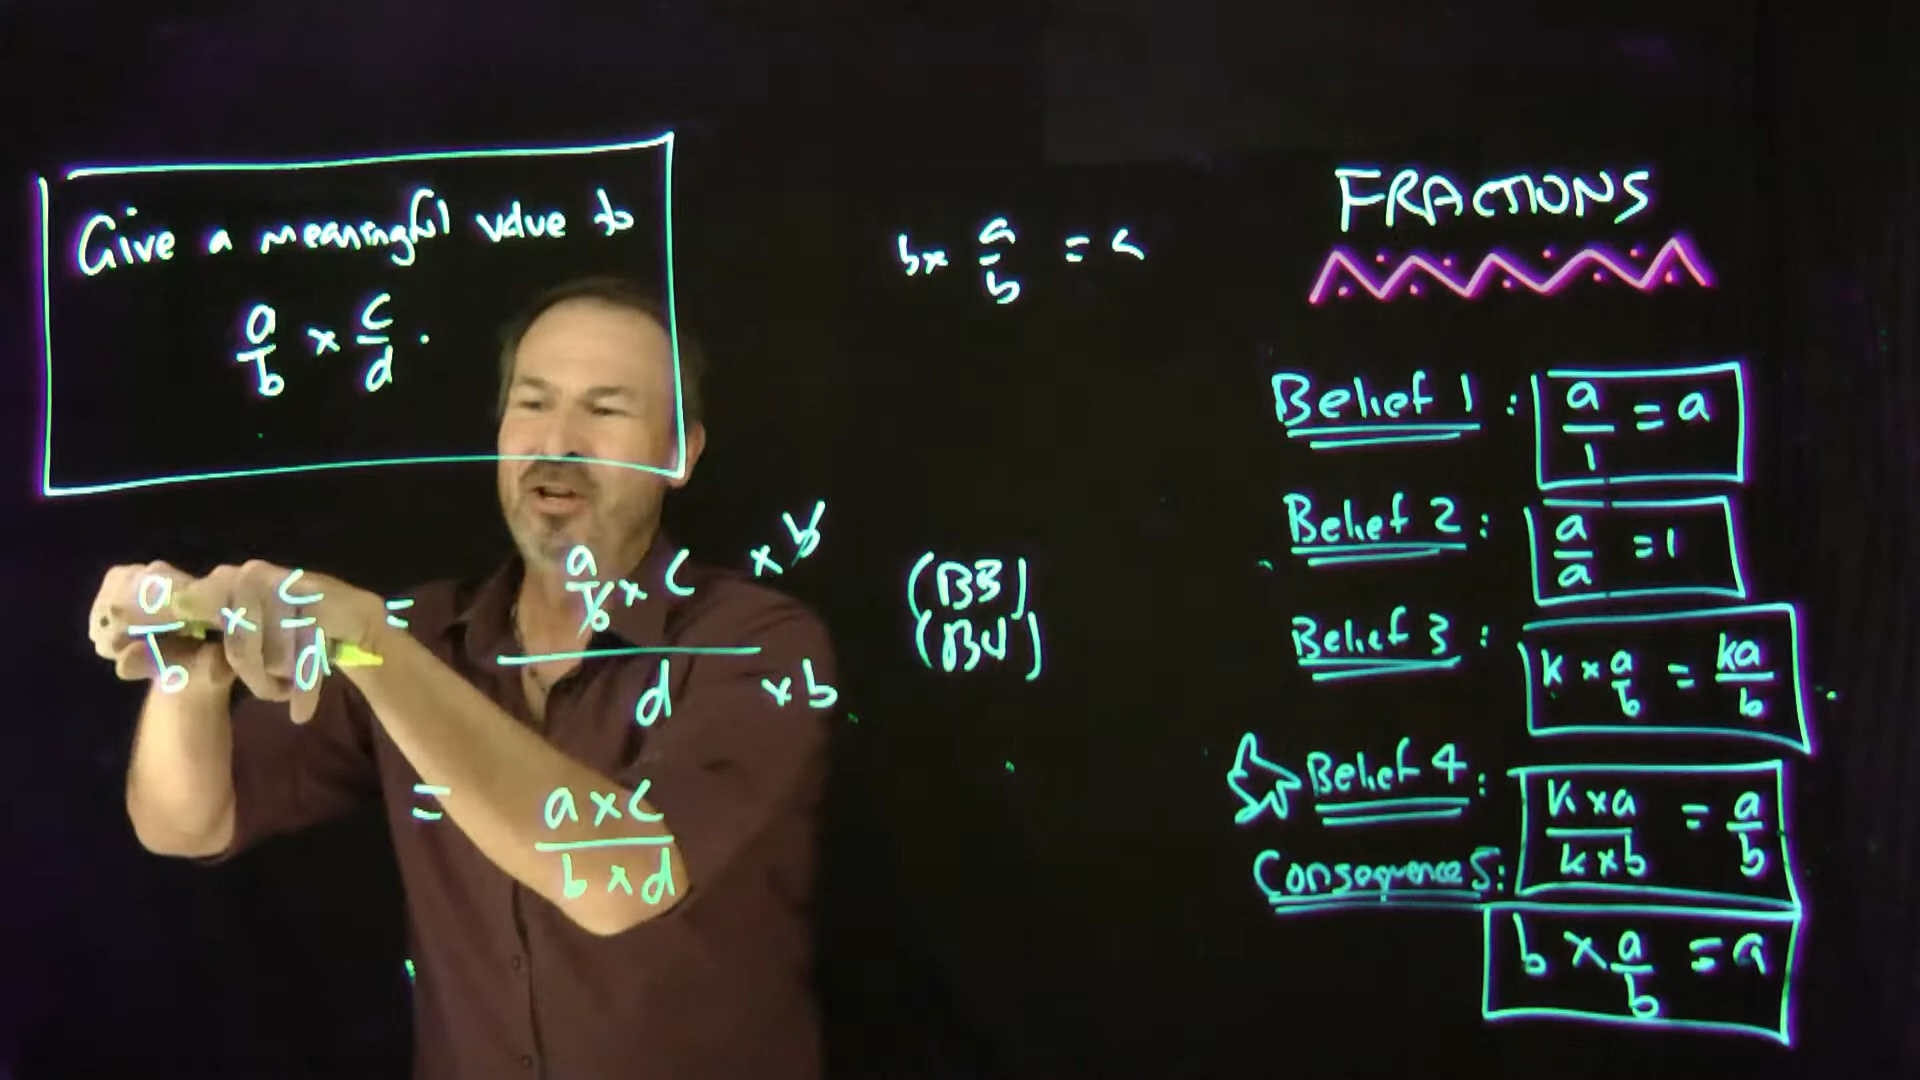 Give a meaningful value to
a/b × c/d .
a/b × c/d = (a/b × c × b)/(d × b) (B3) (B4)
= (a × c)/(b × d)
b × a/b = a
FRACTIONS
Belief 1 : a/1 = a
Belief 2 : a/a = 1
Belief 3 : k × a/b = ka/b
Belief 4 : (k × a)/(k × b) = a/b
Consequence 5: b × a/b = a